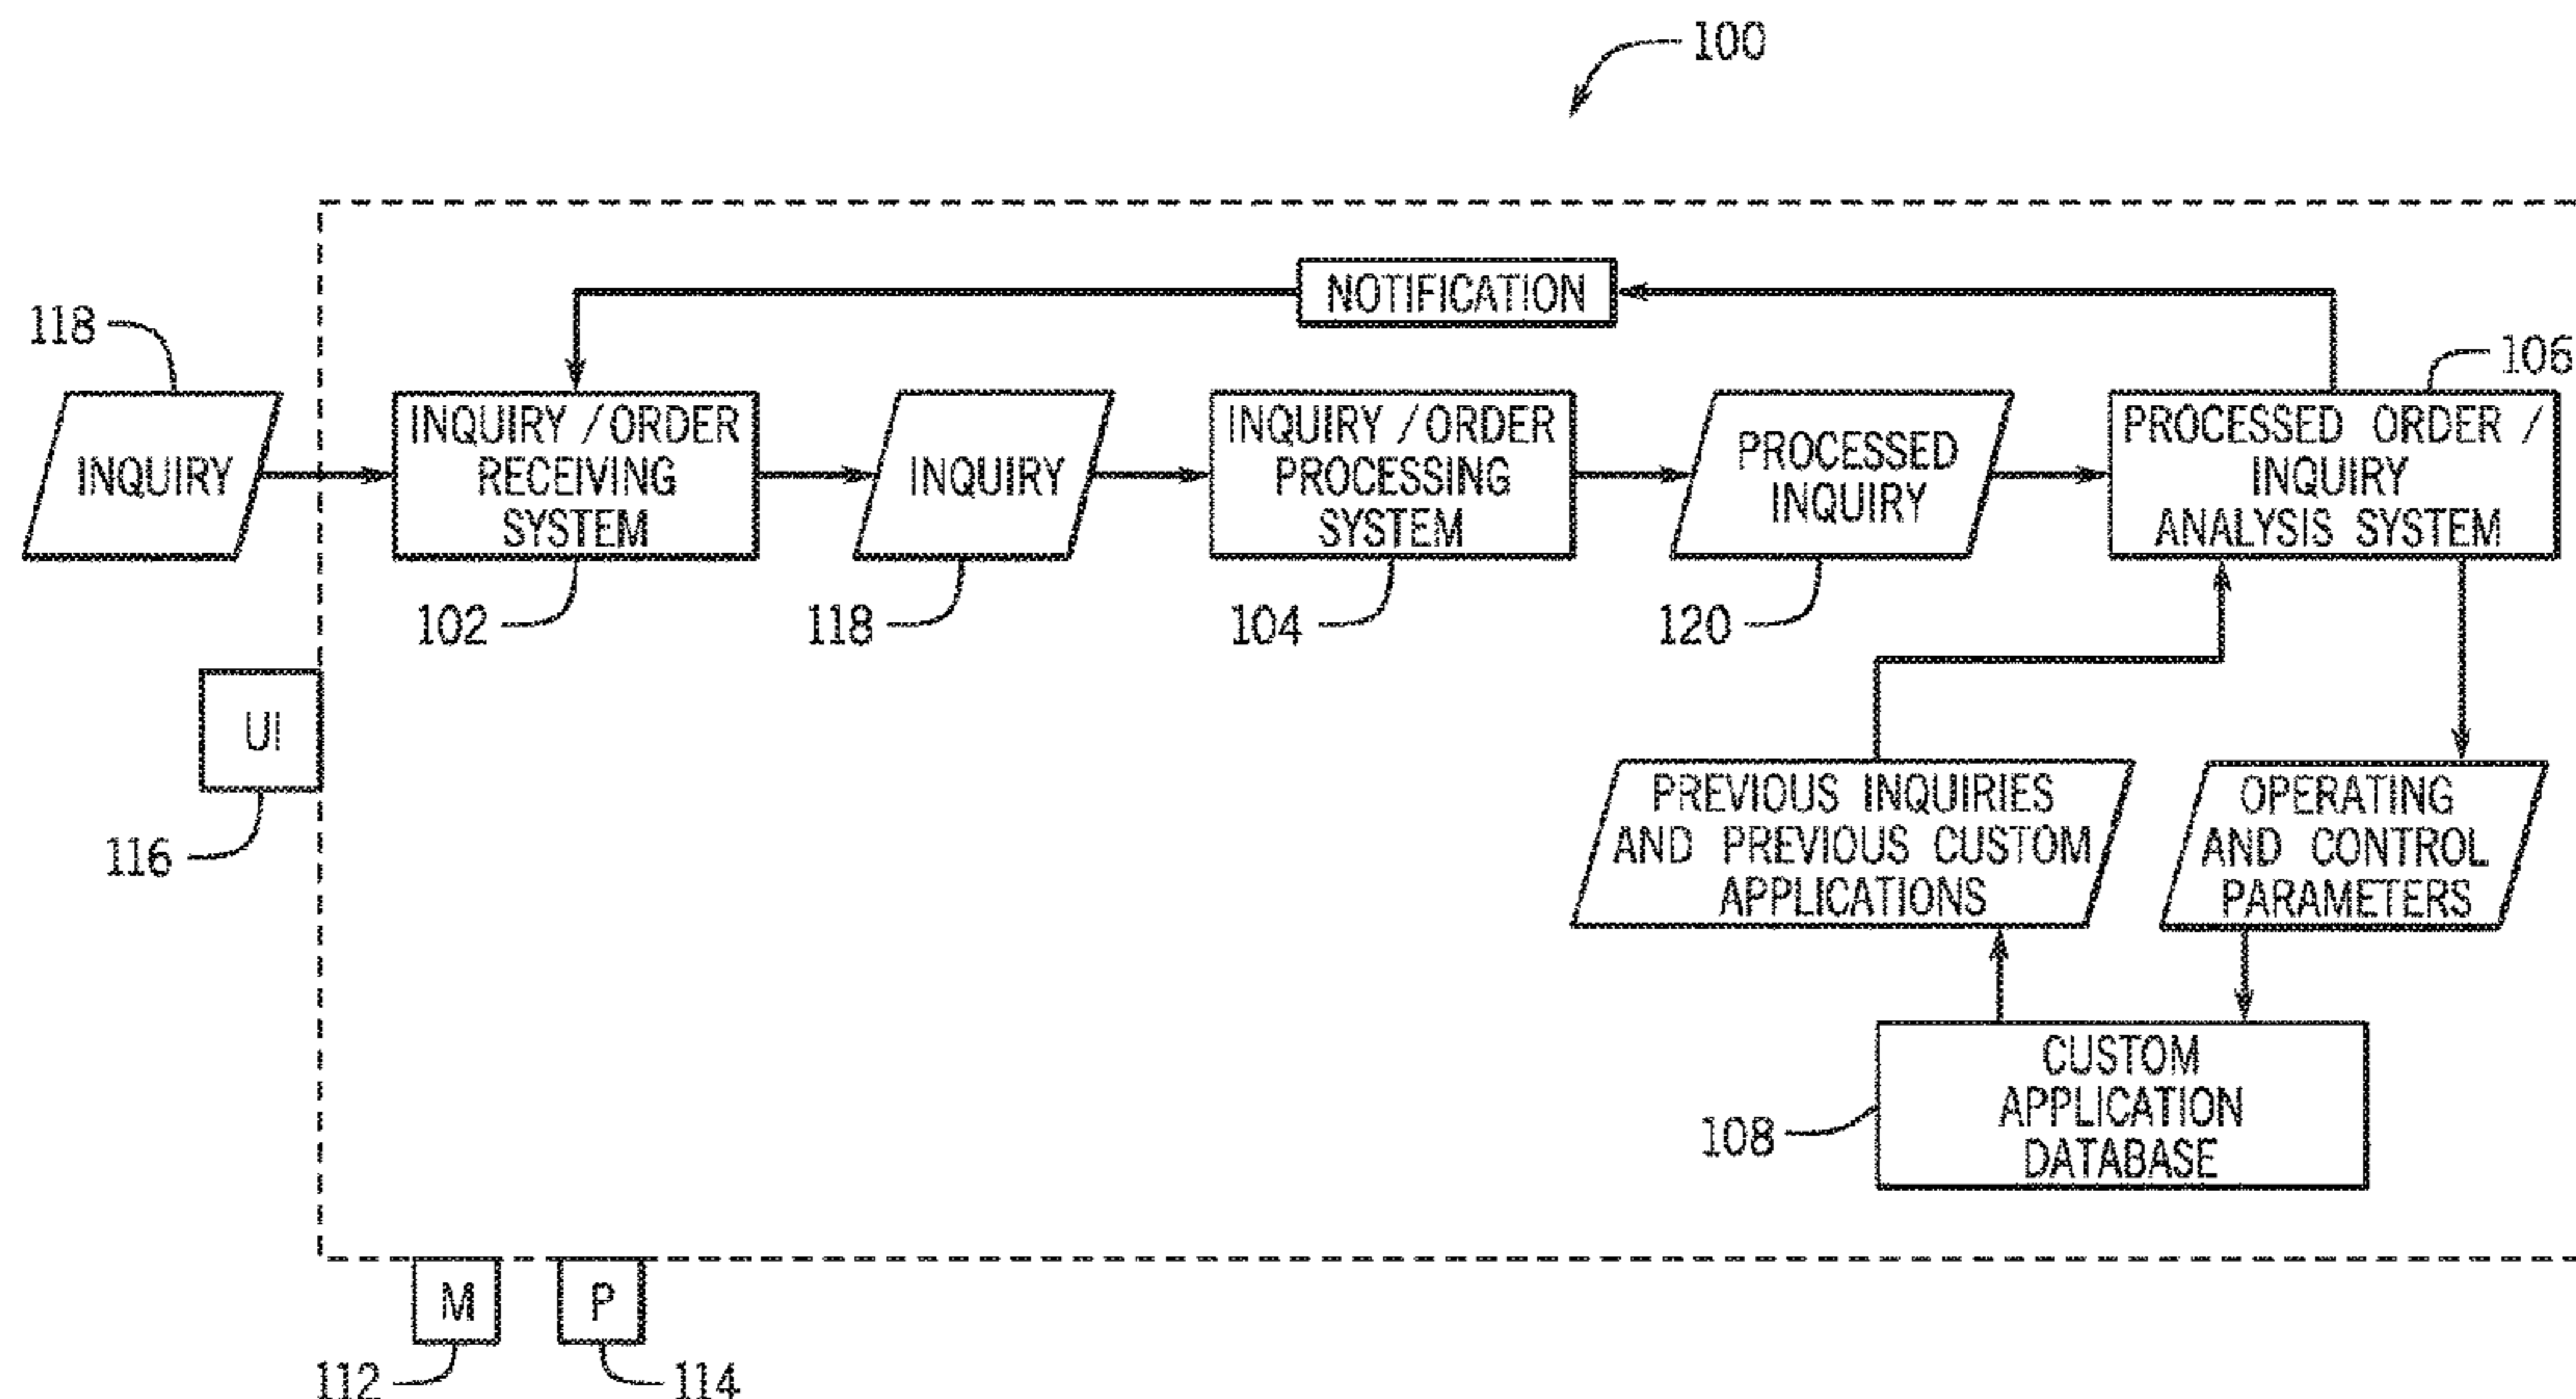 100
NOTIFICATION
118
106
INQUIRY
INQUIRY / ORDER
RECEIVING
SYSTEM
INQUIRY
INQUIRY / ORDER
PROCESSING
SYSTEM
PROCESSED
INQUIRY
PROCESSED ORDER /
INQUIRY
ANALYSIS SYSTEM
102
118
104
120
UI
116
PREVIOUS INQUIRIES
AND PREVIOUS CUSTOM
APPLICATIONS
OPERATING
AND CONTROL
PARAMETERS
CUSTOM
APPLICATION
DATABASE
108
M
P
112
114